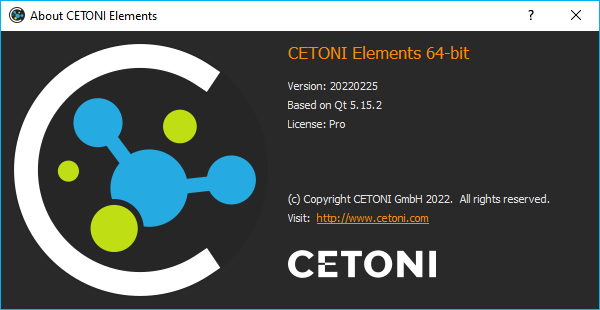 About CETONI Elements
CETONI Elements 64-bit
Version: 20220225
Based on Qt 5.15.2
License: Pro
(c) Copyright CETONI GmbH 2022.  All rights reserved.
Visit:  http://www.cetoni.com
CETONI